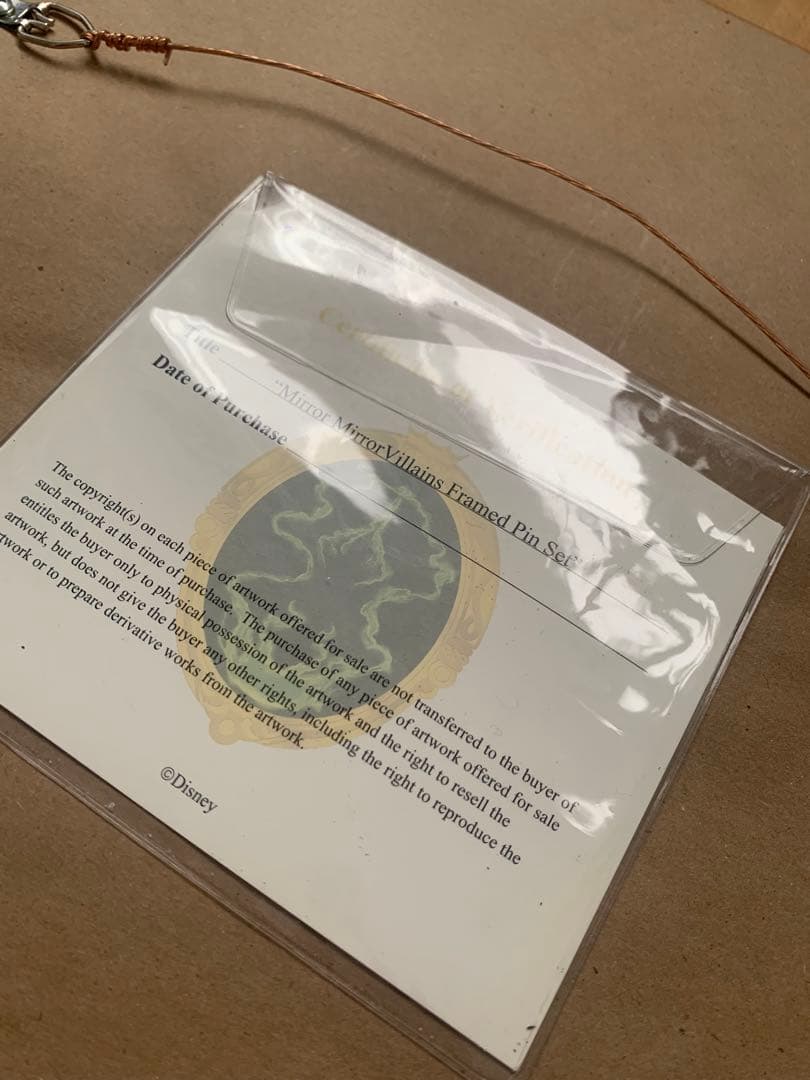 Title "Mirror MirrorVillains Framed Pin Set"
Date of Purchase
The copyright(s) on each piece of artwork offered for sale are not transferred to the buyer of
such artwork at the time of purchase. The purchase of any piece of artwork offered for sale
entitles the buyer only to physical possession of the artwork and the right to resell the
artwork, but does not give the buyer any other rights, including the right to reproduce the
artwork or to prepare derivative works from the artwork.
©Disney